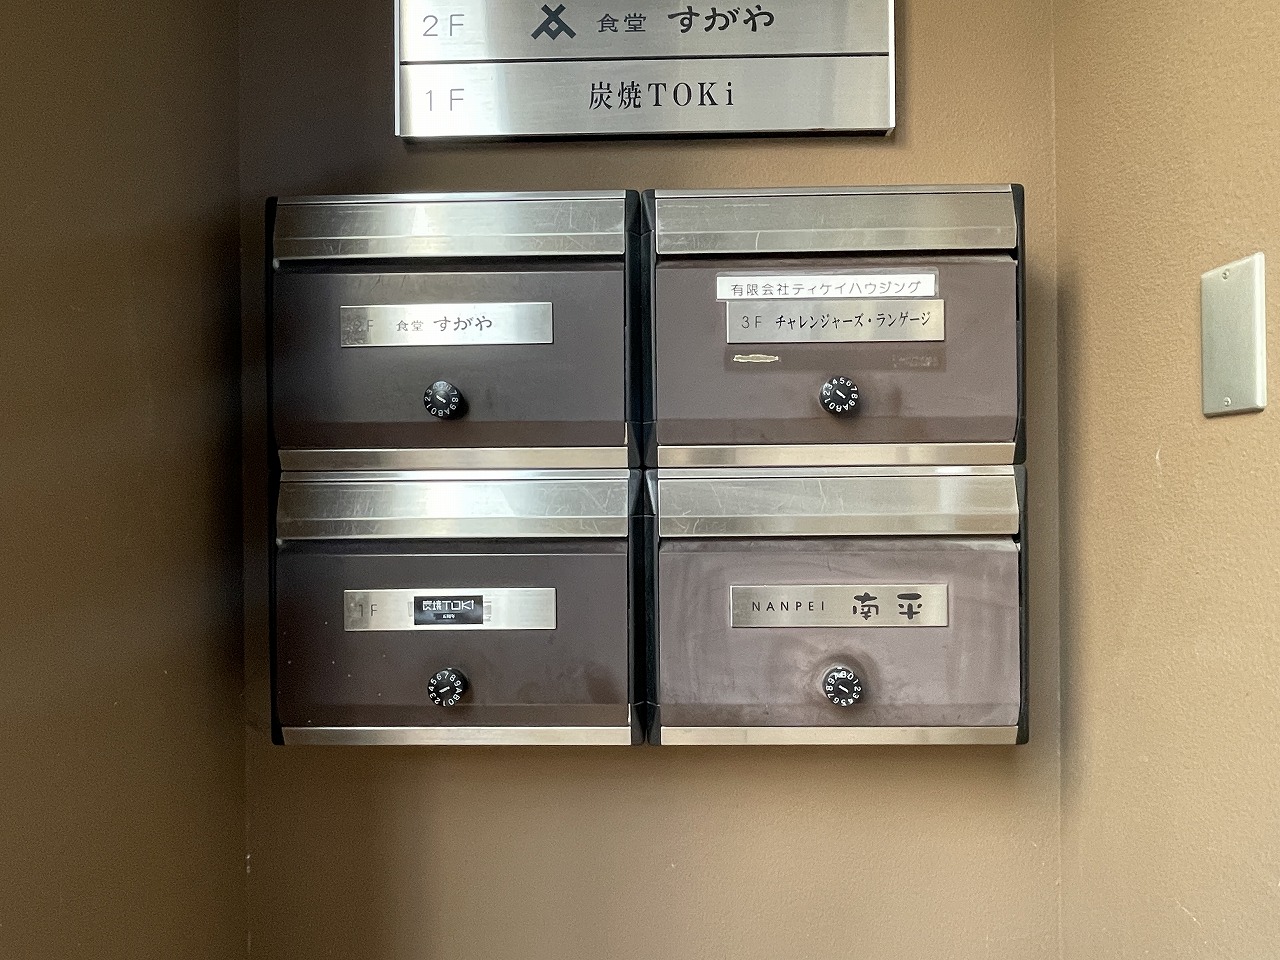 2F 食堂 すがや
1F 炭焼TOKi
2F 食堂 すがや
有限会社ティケイハウジング
3F チャレンジャーズ・ランゲージ
1F 炭焼TOKi
NANPEI 南平